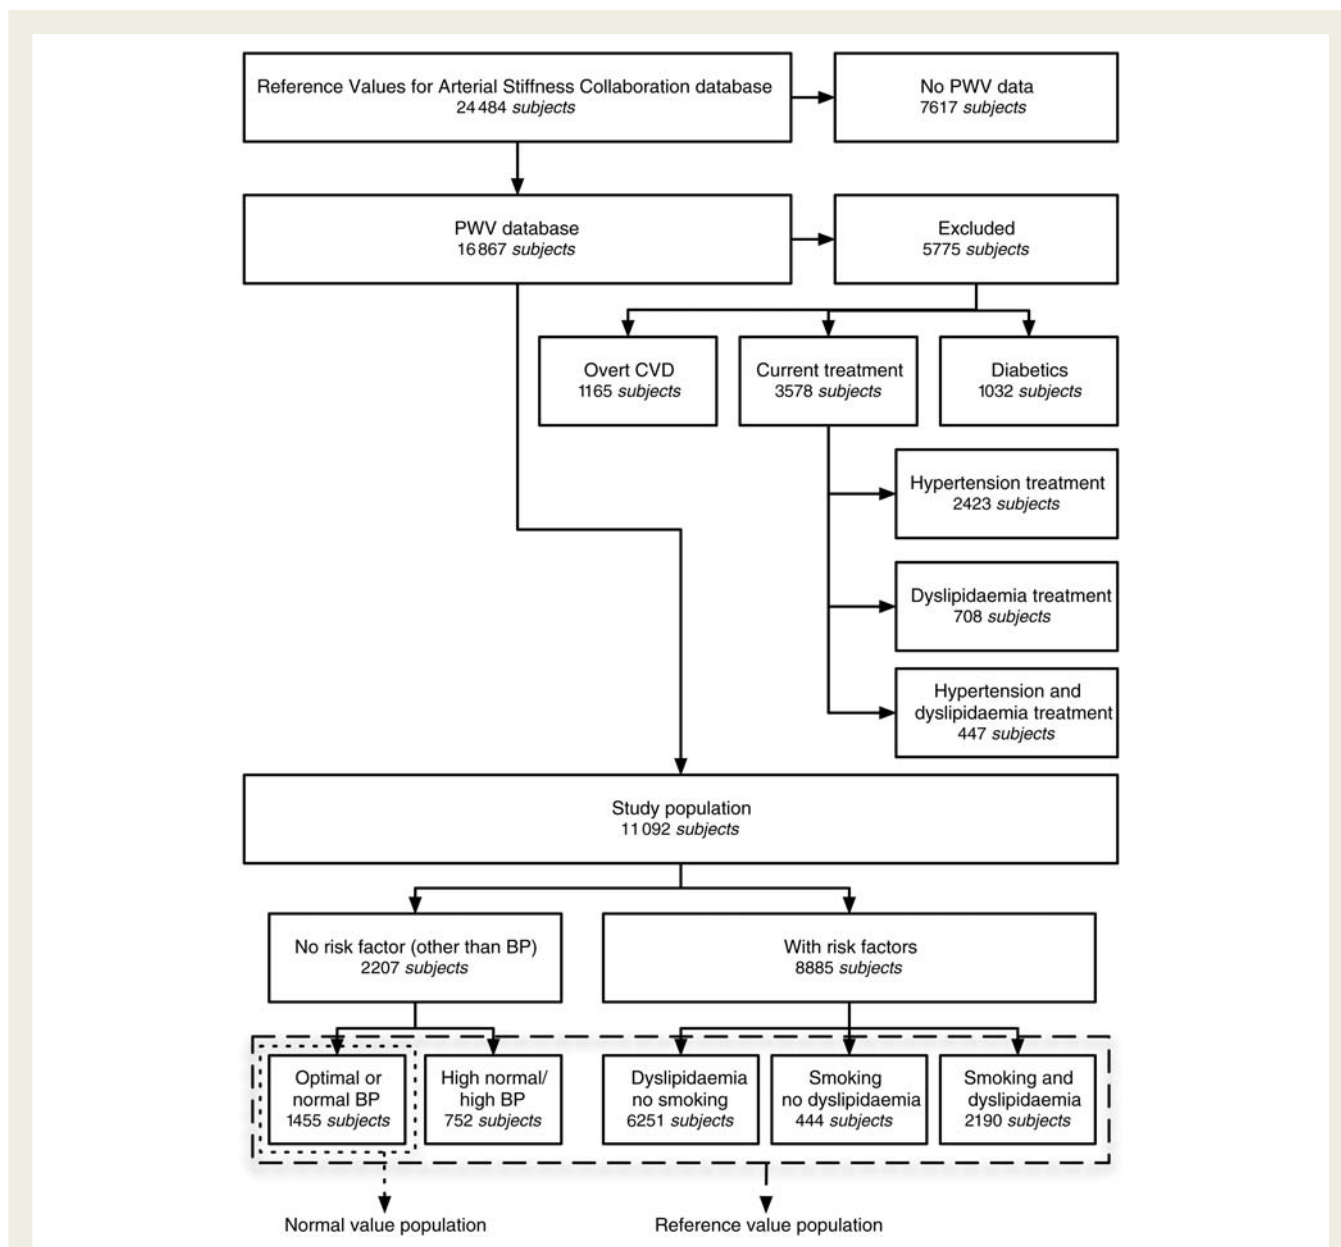 Reference Values for Arterial Stiffness Collaboration database
24 484 subjects
No PWV data
7617 subjects
PWV database
16 867 subjects
Excluded
5775 subjects
Overt CVD
1165 subjects
Current treatment
3578 subjects
Diabetics
1032 subjects
Hypertension treatment
2423 subjects
Dyslipidaemia treatment
708 subjects
Hypertension and
dyslipidaemia treatment
447 subjects
Study population
11 092 subjects
No risk factor (other than BP)
2207 subjects
With risk factors
8885 subjects
Optimal or
normal BP
1455 subjects
High normal/
high BP
752 subjects
Dyslipidaemia
no smoking
6251 subjects
Smoking
no dyslipidaemia
444 subjects
Smoking and
dyslipidaemia
2190 subjects
Normal value population
Reference value population